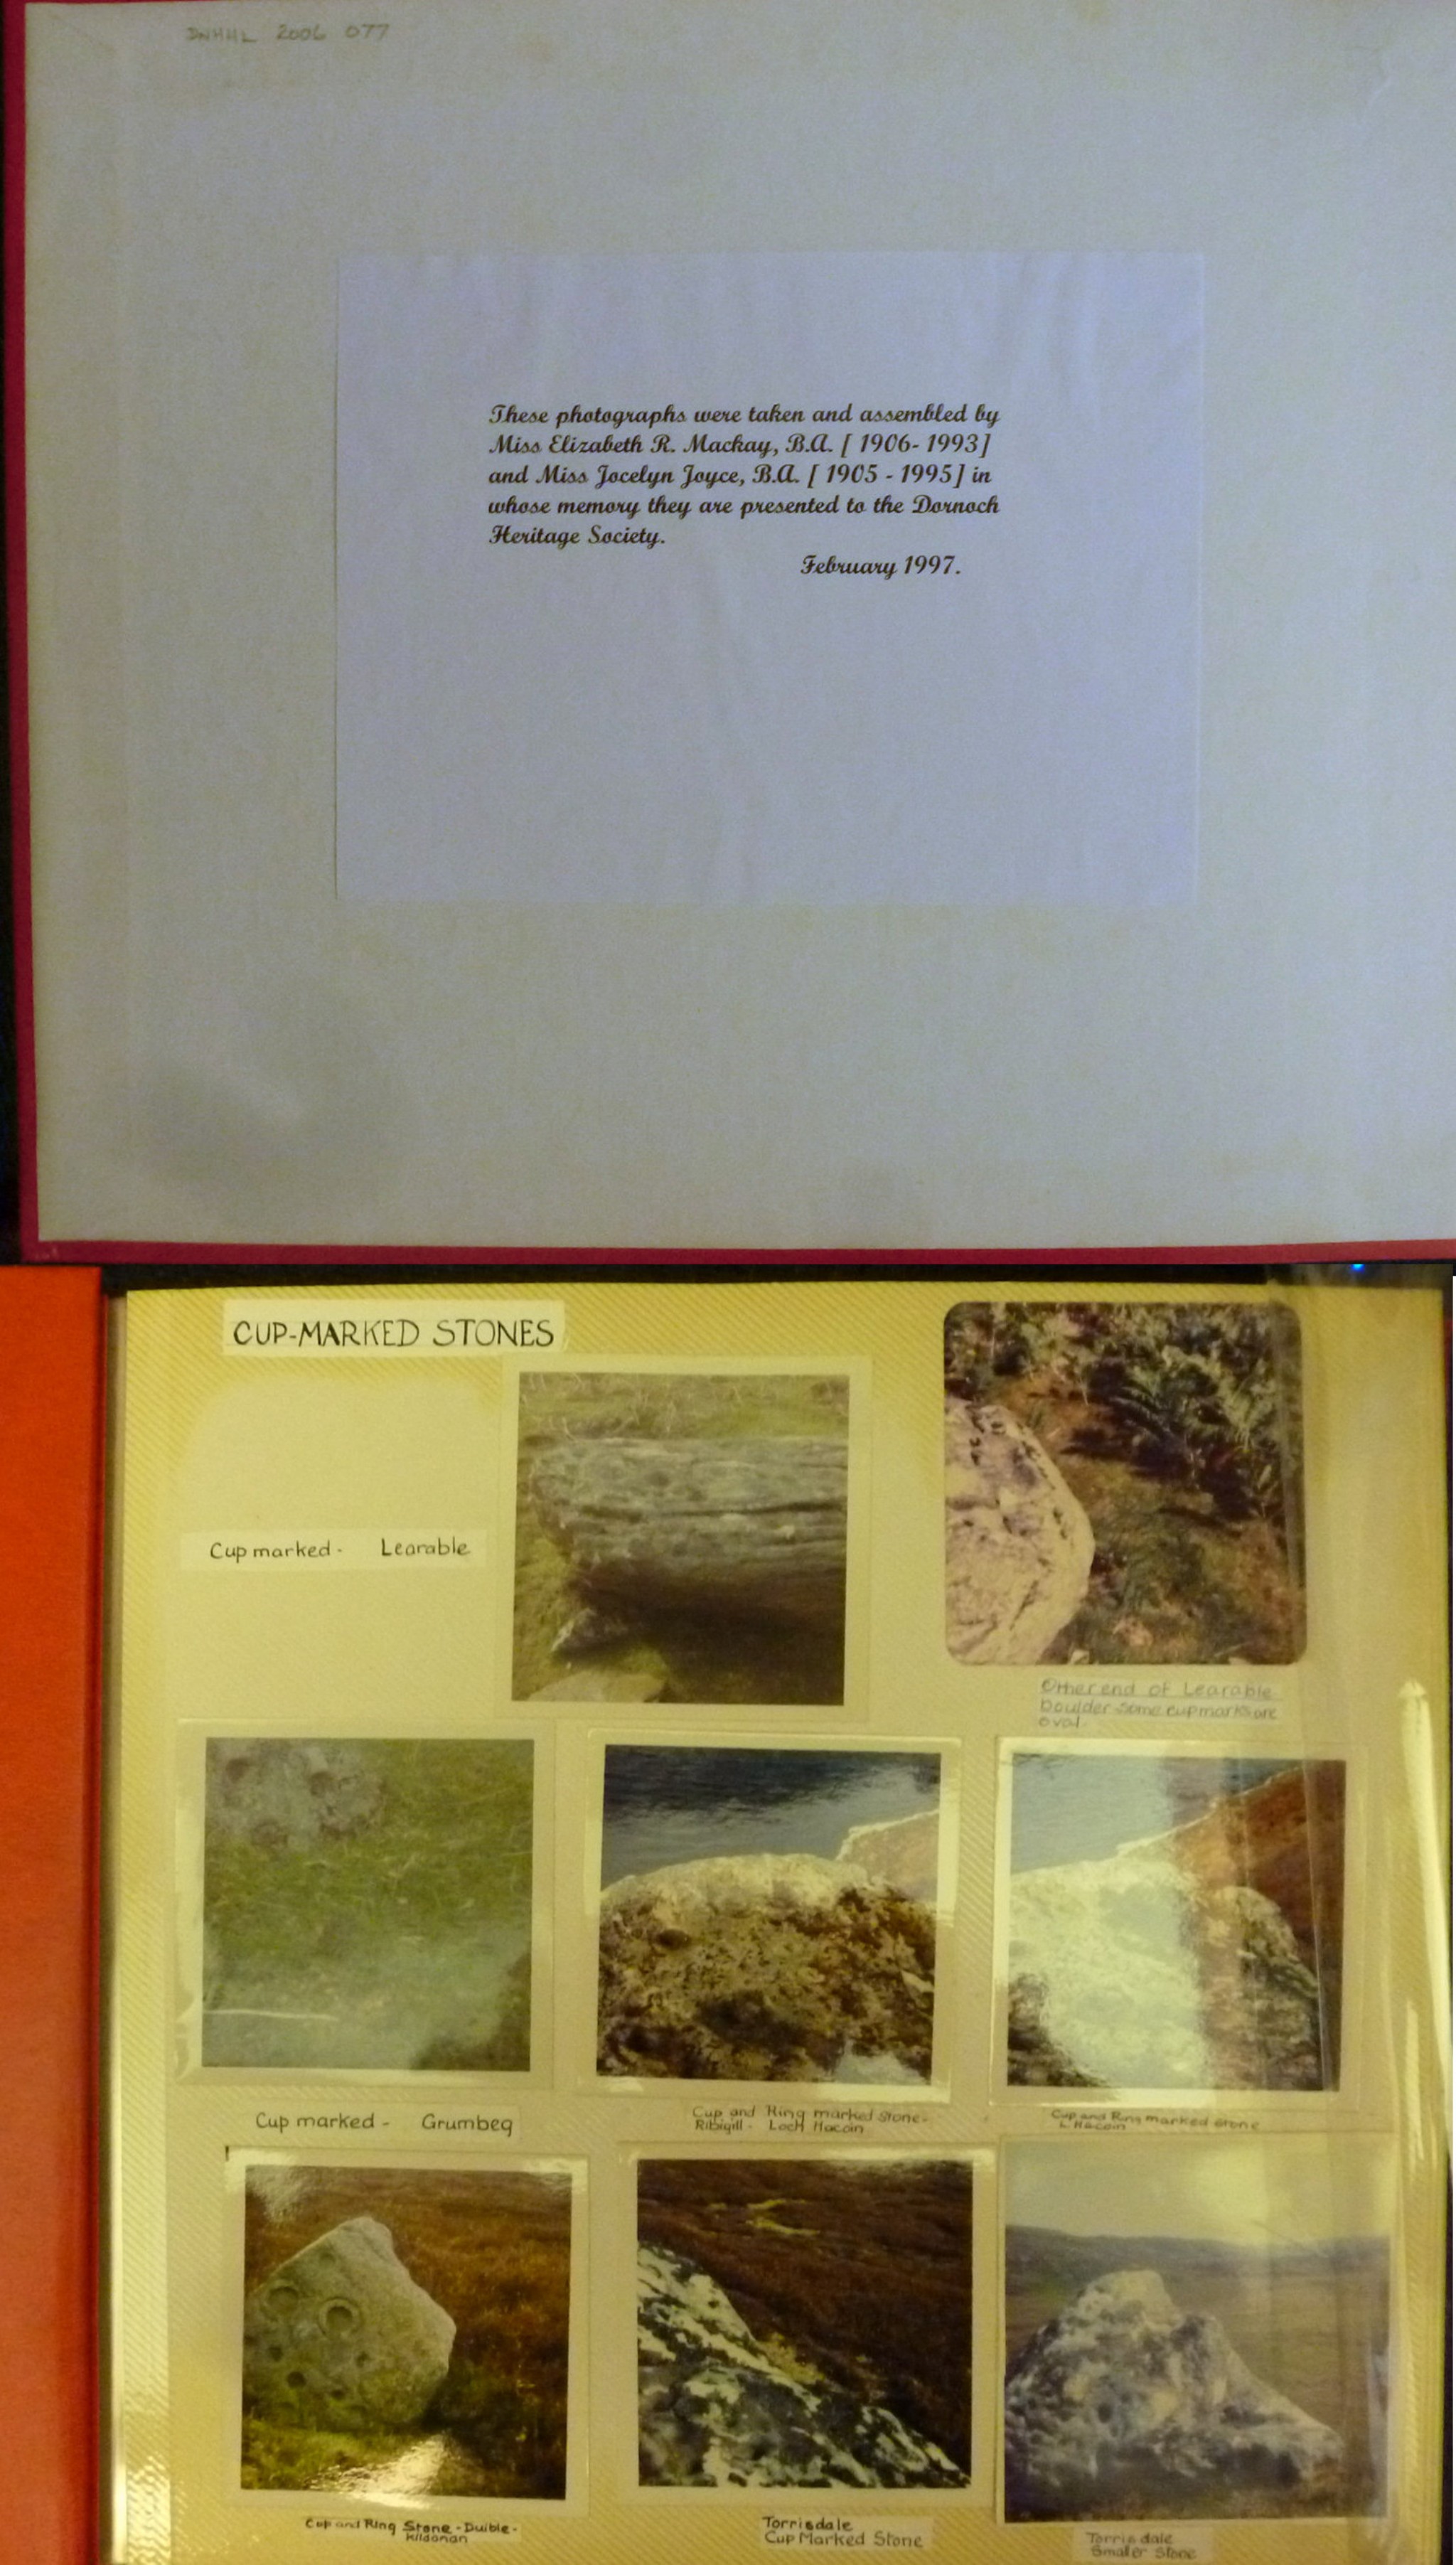 DNHHL 2006 077
These photographs were taken and assembled by
Miss Elizabeth R. Mackay, B.A. [ 1906- 1993]
and Miss Jocelyn Joyce, B.A. [ 1905 - 1995] in
whose memory they are presented to the Dornoch
Heritage Society.
February 1997.
CUP-MARKED STONES
Cup marked - Learable
Other end of Learable
boulder some cupmarks are
oval.
Cup marked - Grumbeg
Cup and Ring marked stone-
Ribigill - Loch Hacoin
Cup and Ring marked stone
L. Hacoin
Cup and Ring Stone - Duible -
Kildonan
Torrisdale
Cup Marked Stone
Torrisdale
Smaller Stone